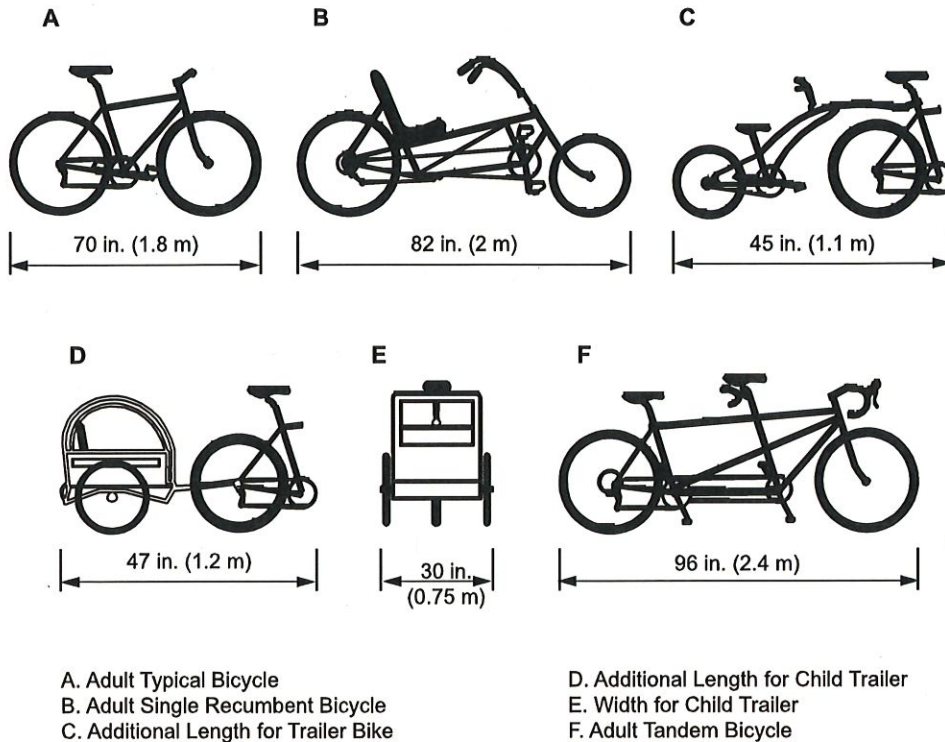 A
B
C
70 in. (1.8 m)
82 in. (2 m)
45 in. (1.1 m)
D
E
F
47 in. (1.2 m)
30 in.
(0.75 m)
96 in. (2.4 m)
A. Adult Typical Bicycle
B. Adult Single Recumbent Bicycle
C. Additional Length for Trailer Bike
D. Additional Length for Child Trailer
E. Width for Child Trailer
F. Adult Tandem Bicycle